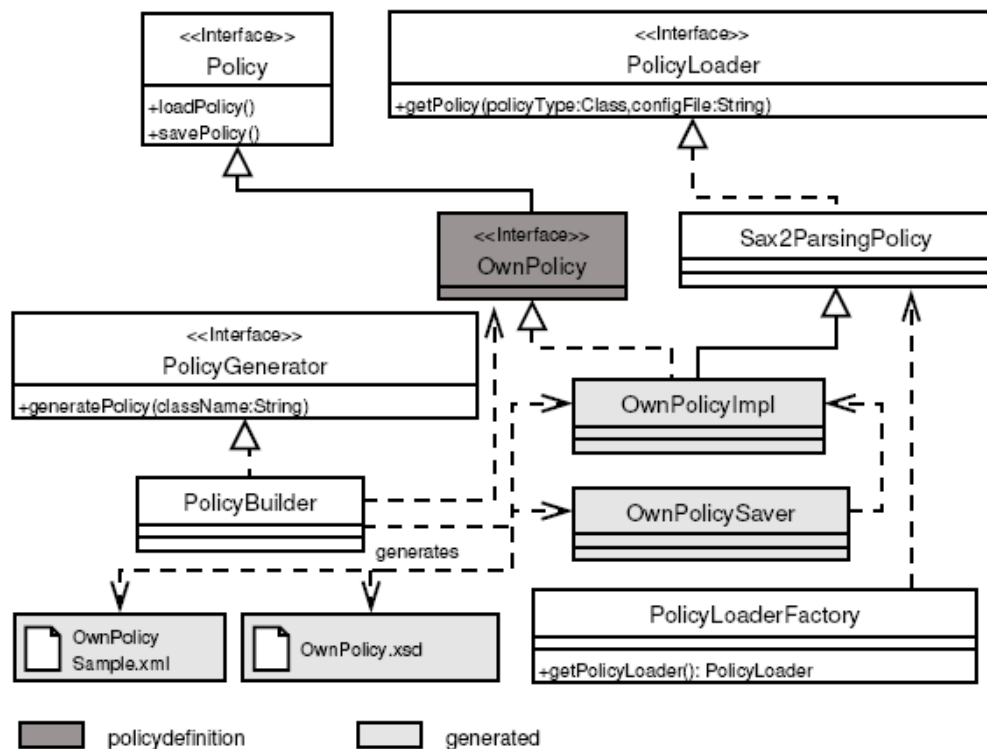 <<Interface>>
Policy
+loadPolicy()
+savePolicy()
<<Interface>>
PolicyLoader
+getPolicy(policyType:Class,configFile:String)
<<Interface>>
OwnPolicy
Sax2ParsingPolicy
<<Interface>>
PolicyGenerator
+generatePolicy(className:String)
OwnPolicyImpl
PolicyBuilder
OwnPolicySaver
generates
OwnPolicy
Sample.xml
OwnPolicy.xsd
PolicyLoaderFactory
+getPolicyLoader(): PolicyLoader
policydefinition
generated